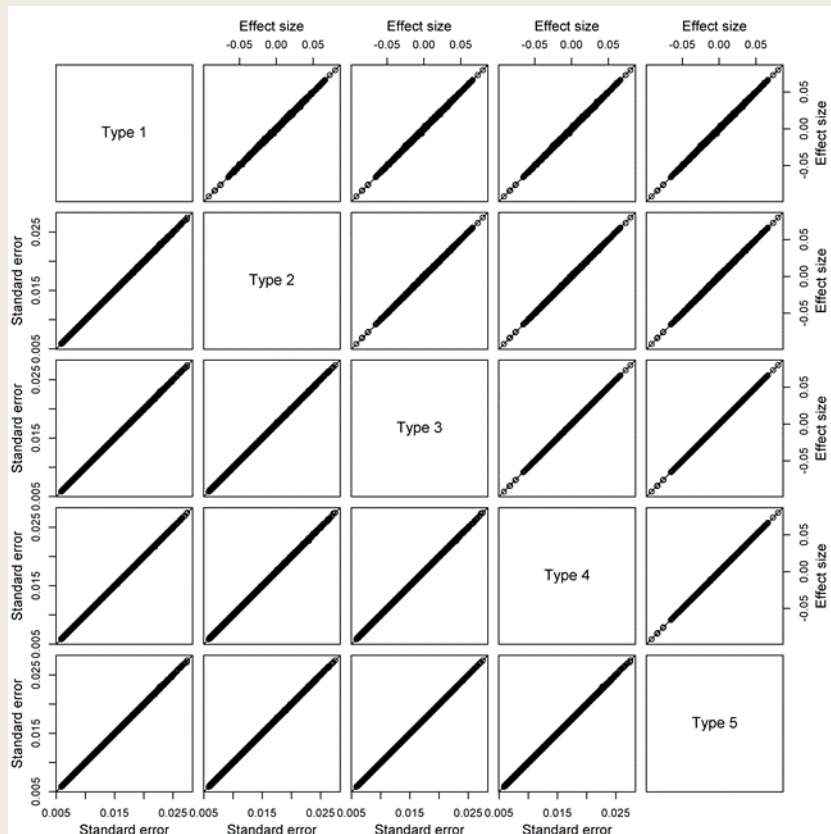 Effect size Effect size
-0.05 0.00 0.05 -0.05 0.00 0.05 -0.05 0.00 0.05 -0.05 0.00 0.05
Type 1
-0.05 0.00 0.05
Effect size
Standard error
0.005 0.015 0.025
Type 2
-0.05 0.00 0.05
Effect size
Standard error
0.005 0.015 0.025
Type 3
-0.05 0.00 0.05
Effect size
Standard error
0.005 0.015 0.025
Type 4
-0.05 0.00 0.05
Effect size
Standard error
0.005 0.015 0.025
Type 5
0.005 0.015 0.025 0.005 0.015 0.025 0.005 0.015 0.025 0.005 0.015 0.025
Standard error Standard error Standard error Standard error